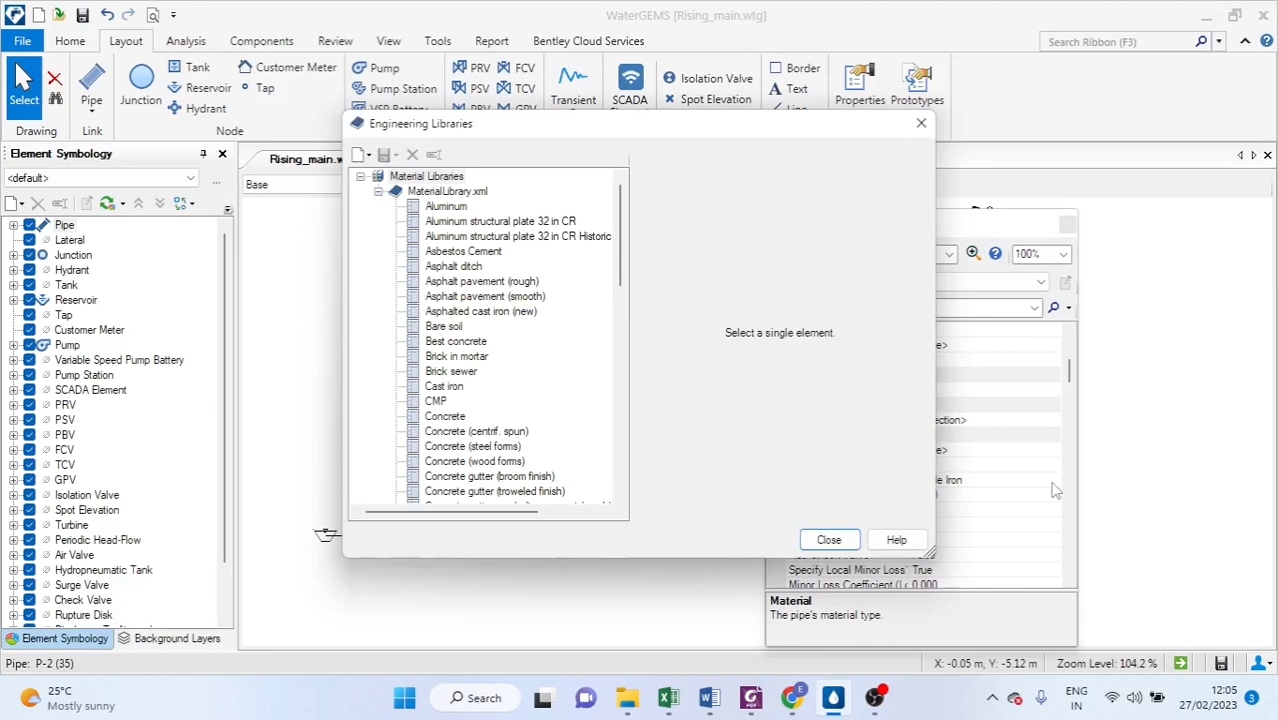 WaterGEMS [Rising_main.wtg]
File Home Layout Analysis Components Review View Tools Report Bentley Cloud Services Search Ribbon (F3)
Select Pipe Junction Tank Reservoir Hydrant Customer Meter Tap Pump Pump Station PRV FCV PSV TCV Transient SCADA Isolation Valve Spot Elevation Border Text Properties Prototypes
Drawing Link Node
Engineering Libraries
Element Symbology
<default>
...
Rising_main.w
Base
Pipe
Lateral
Junction
Hydrant
Tank
Reservoir
Tap
Customer Meter
Pump
Variable Speed Pump Battery
Pump Station
SCADA Element
PRV
PSV
PBV
FCV
TCV
GPV
Isolation Valve
Spot Elevation
Turbine
Periodic Head-Flow
Air Valve
Hydropneumatic Tank
Surge Valve
Check Valve
Rupture Disk
Element Symbology Background Layers
Material Libraries
MaterialLibrary.xml
Aluminum
Aluminum structural plate 32 in CR
Aluminum structural plate 32 in CR Historic
Asbestos Cement
Asphalt ditch
Asphalt pavement (rough)
Asphalt pavement (smooth)
Asphalted cast iron (new)
Bare soil
Best concrete
Brick in mortar
Brick sewer
Cast iron
CMP
Concrete
Concrete (centrif. spun)
Concrete (steel forms)
Concrete (wood forms)
Concrete gutter (broom finish)
Concrete gutter (troweled finish)
Select a single element.
Close Help
100%
e>
ection>
e>
e Iron
Specify Local Minor Loss` True
Minor Loss Coefficient (L 0.000
Material
The pipe's material type.
Pipe: P-2 (35) X: -0.05 m, Y: -5.12 m Zoom Level: 104.2 %
25°C
Mostly sunny
Search
ENG
IN
12:05
27/02/2023
3